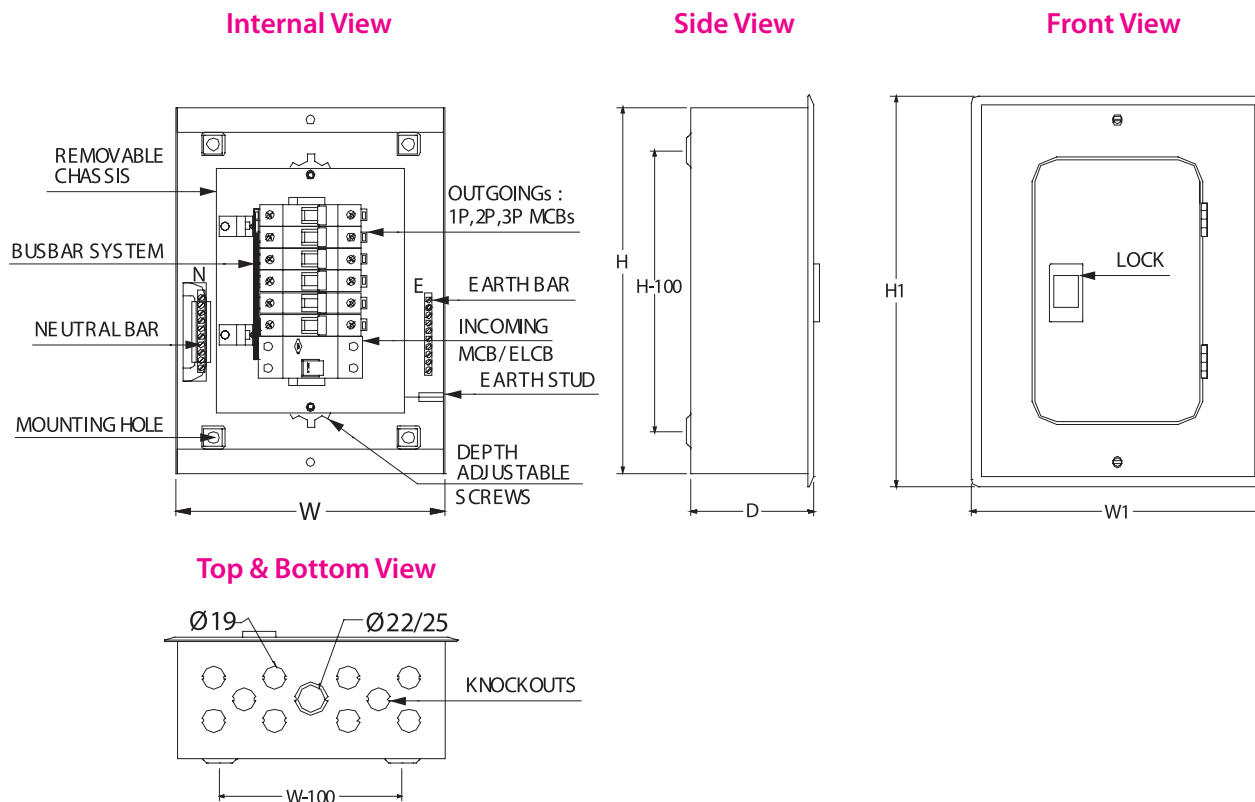 Internal View
Side View
Front View
REMOVABLE
CHASSIS
BUSBAR SYSTEM
N
NEUTRAL BAR
MOUNTING HOLE
OUTGOINGs :
1P,2P,3P MCBs
E
EARTH BAR
INCOMING
MCB/ELCB
EARTH STUD
DEPTH
ADJUSTABLE
SCREWS
W
H
H-100
D
H1
LOCK
W1
Top & Bottom View
Ø19
Ø22/25
KNOCKOUTS
W-100